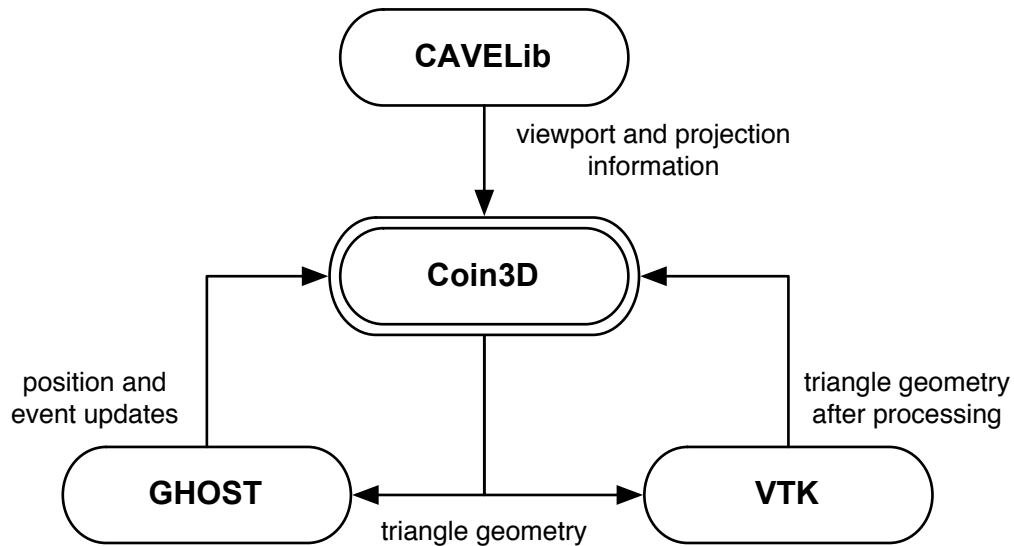 CAVELib
viewport and projection
information
Coin3D
position and
event updates
triangle geometry
after processing
GHOST
VTK
triangle geometry